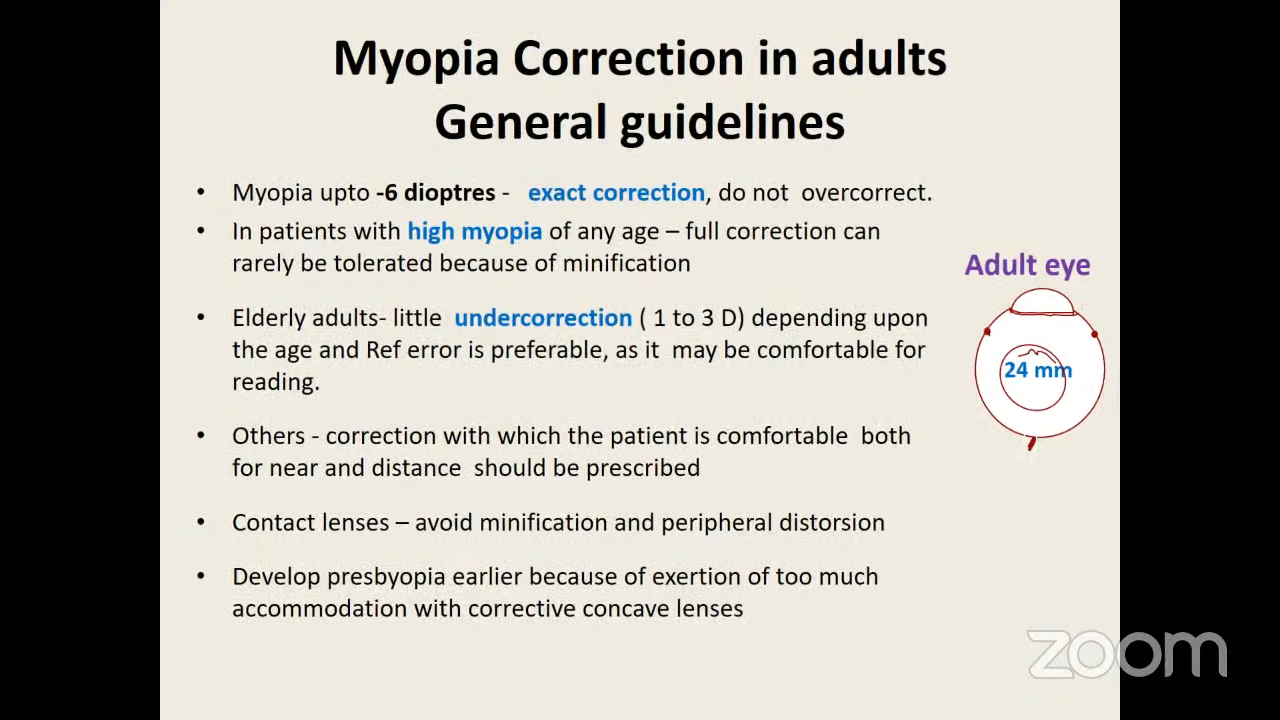 Myopia Correction in adults
General guidelines
• Myopia upto -6 dioptres - exact correction, do not overcorrect.
• In patients with high myopia of any age – full correction can
rarely be tolerated because of minification
Adult eye
• Elderly adults- little undercorrection ( 1 to 3 D) depending upon
the age and Ref error is preferable, as it may be comfortable for
reading.
24 mm
• Others - correction with which the patient is comfortable both
for near and distance should be prescribed
• Contact lenses – avoid minification and peripheral distorsion
• Develop presbyopia earlier because of exertion of too much
accommodation with corrective concave lenses
zoom